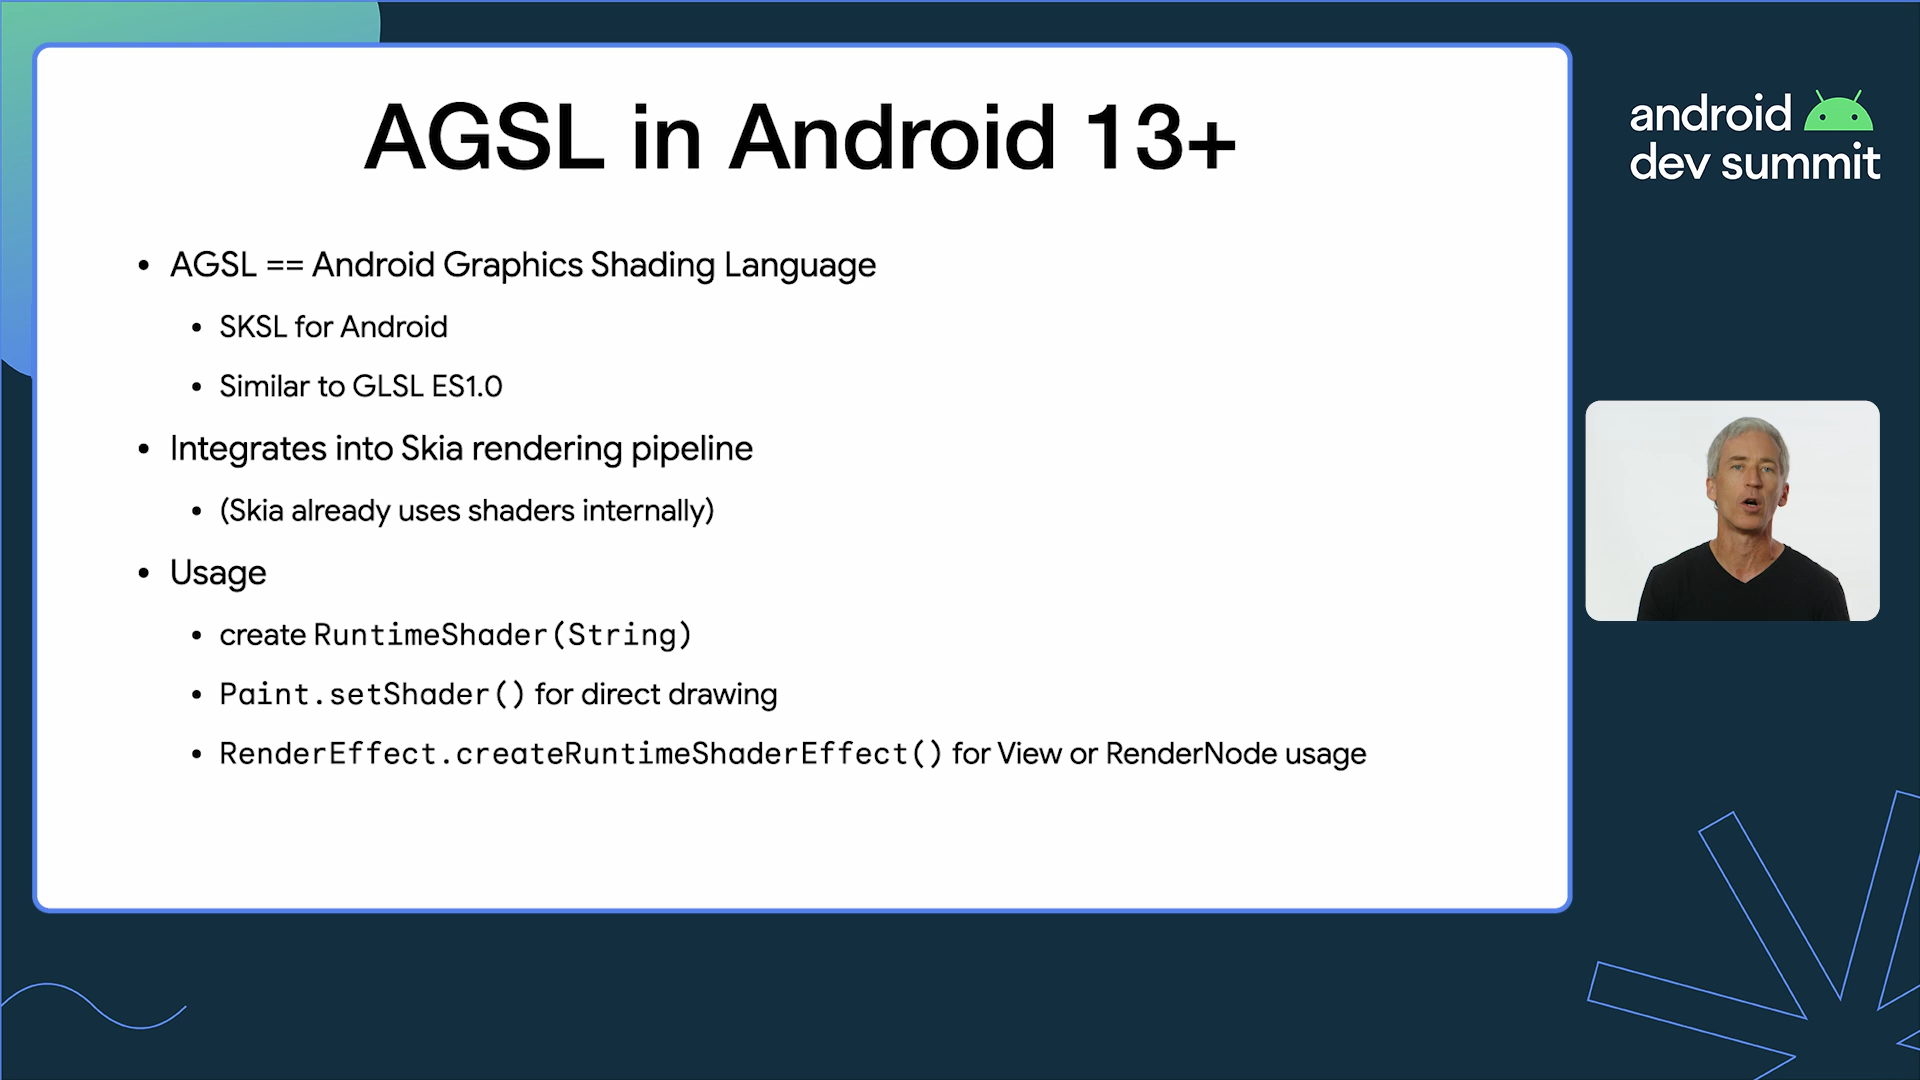 AGSL in Android 13+
• AGSL == Android Graphics Shading Language
• SKSL for Android
• Similar to GLSL ES1.0
• Integrates into Skia rendering pipeline
• (Skia already uses shaders internally)
• Usage
• create RuntimeShader(String)
• Paint.setShader() for direct drawing
• RenderEffect.createRuntimeShaderEffect() for View or RenderNode usage
android
dev summit